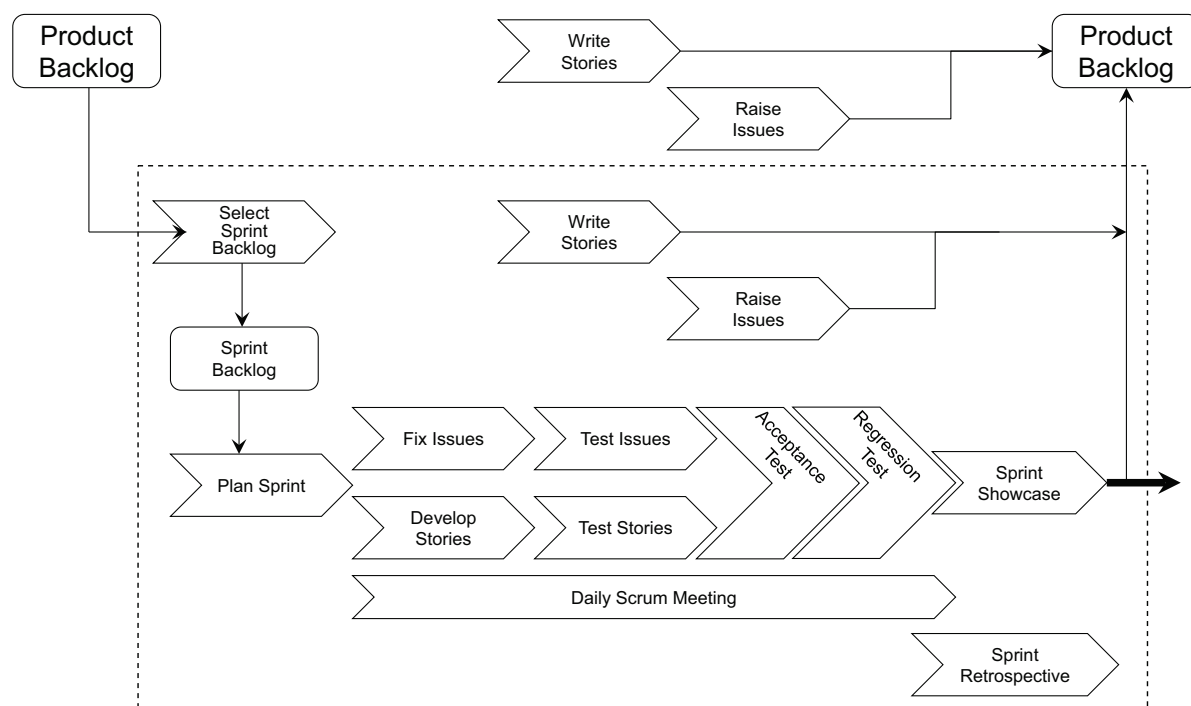 Product
Backlog
Write
Stories
Product
Backlog
Raise
Issues
Select
Sprint
Backlog
Write
Stories
Raise
Issues
Sprint
Backlog
Fix Issues
Test Issues
Acceptance
Test
Regression
Test
Plan Sprint
Sprint
Showcase
Develop
Stories
Test Stories
Daily Scrum Meeting
Sprint
Retrospective